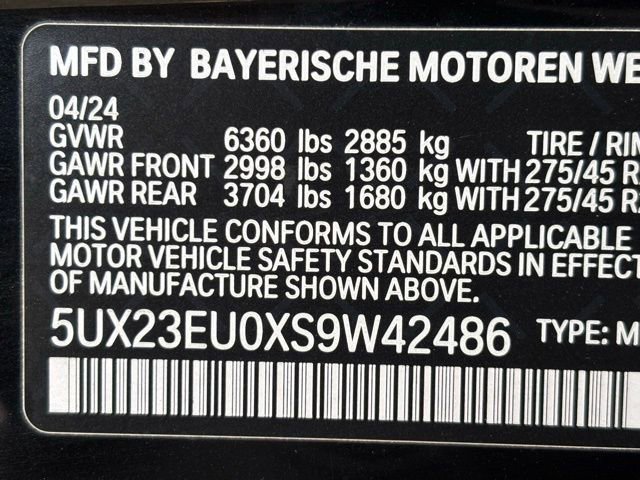 MFD BY BAYERISCHE MOTOREN WE
04/24
GVWR 6360 lbs 2885 kg TIRE / RIM
GAWR FRONT 2998 lbs 1360 kg WITH 275/45 R
GAWR REAR 3704 lbs 1680 kg WITH 275/45 R
THIS VEHICLE CONFORMS TO ALL APPLICABLE
MOTOR VEHICLE SAFETY STANDARDS IN EFFECT
OF MANUFACTURE SHOWN ABOVE.
5UX23EU0XS9W42486 TYPE: M